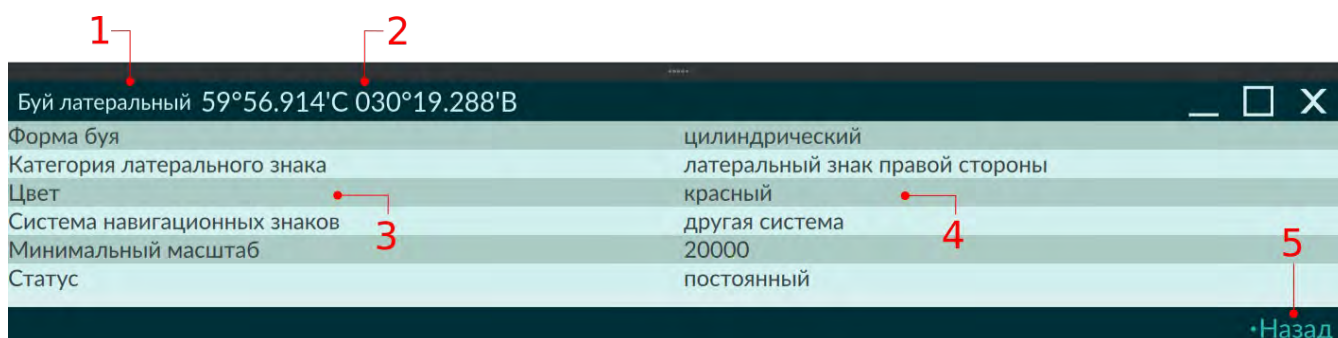 1 2
Буй латеральный 59°56.914'С 030°19.288'В
Форма буя цилиндрический
Категория латерального знака латеральный знак правой стороны
Цвет красный
Система навигационных знаков другая система
3 4 5
Минимальный масштаб 20000
Статус постоянный
•Назад